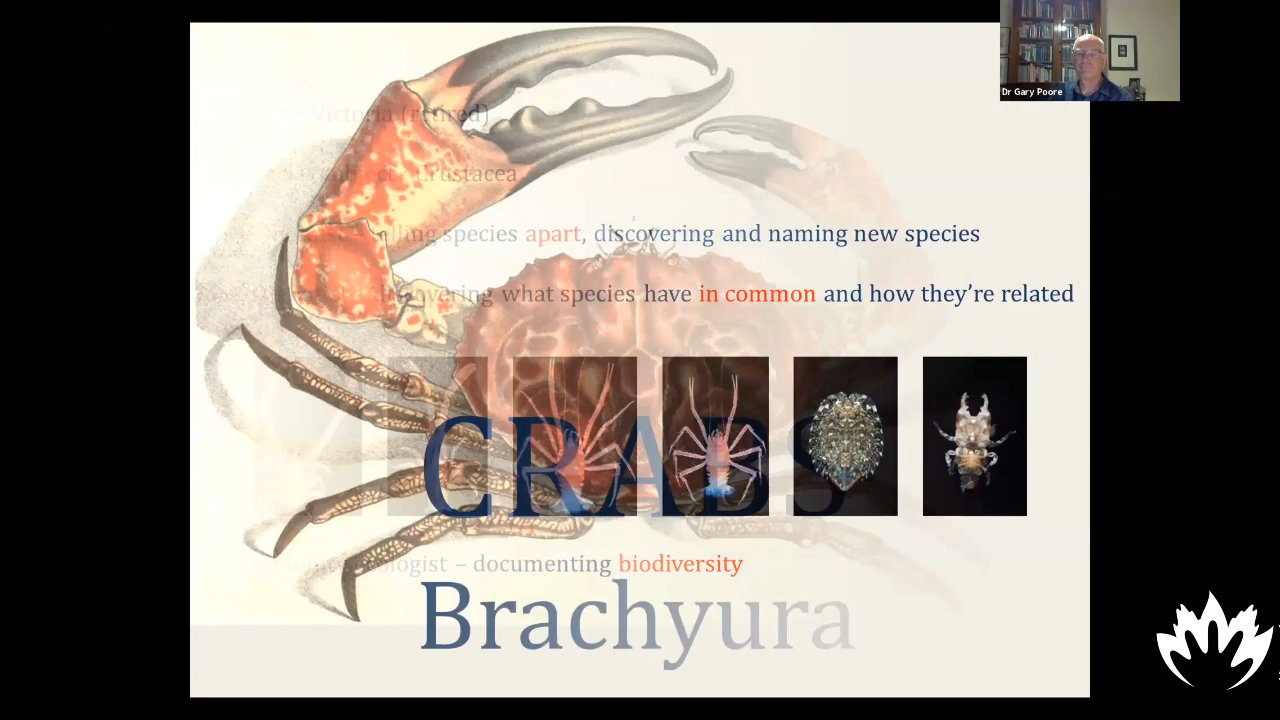 Dr Gary Poore
Victoria (retired)
Crustacea
telling species apart, discovering and naming new species
discovering what species have in common and how they're related
CRABS
– documenting biodiversity
Brachyura